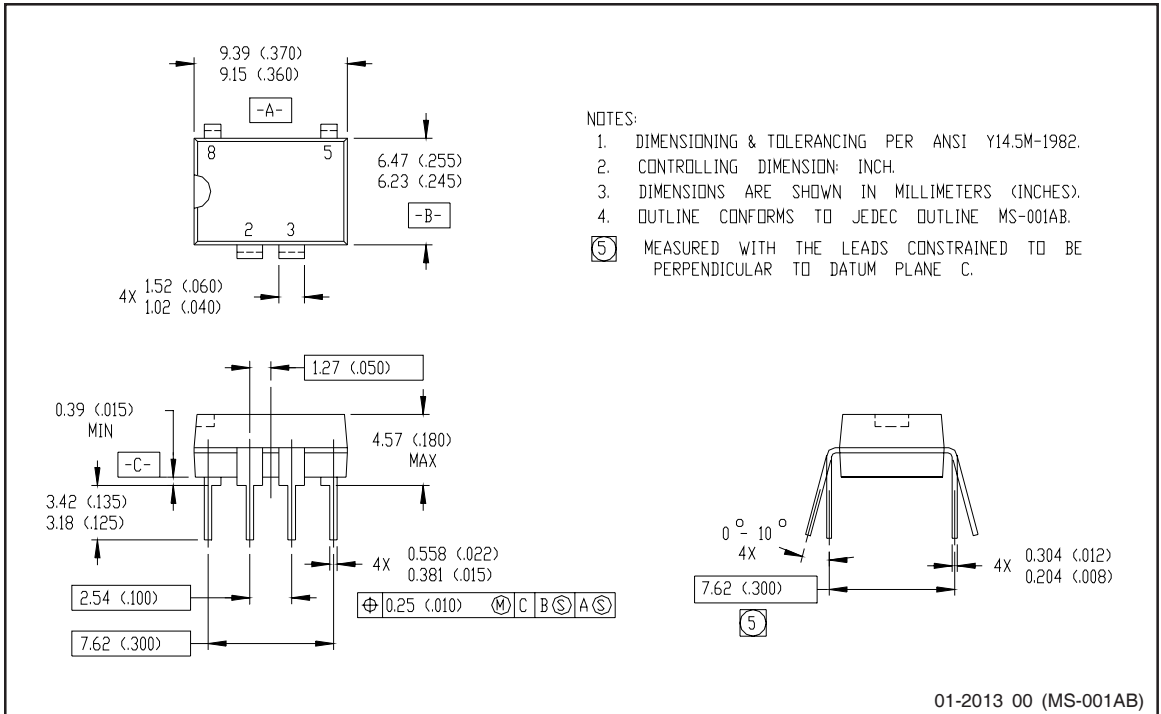 9.39 (.370)
9.15 (.360)
-A-
8
5
6.47 (.255)
6.23 (.245)
-B-
2
3
4X
1.52 (.060)
1.02 (.040)
NOTES:
1. DIMENSIONING & TOLERANCING PER ANSI Y14.5M-1982.
2. CONTROLLING DIMENSION: INCH.
3. DIMENSIONS ARE SHOWN IN MILLIMETERS (INCHES).
4. OUTLINE CONFORMS TO JEDEC OUTLINE MS-001AB.
5 MEASURED WITH THE LEADS CONSTRAINED TO BE
PERPENDICULAR TO DATUM PLANE C.
1.27 (.050)
0.39 (.015)
MIN
-C-
4.57 (.180)
MAX
3.42 (.135)
3.18 (.125)
4X
0.558 (.022)
0.381 (.015)
2.54 (.100)
⌖ 0.25 (.010) Ⓜ C B Ⓢ A Ⓢ
7.62 (.300)
0° - 10°
4X
4X
0.304 (.012)
0.204 (.008)
7.62 (.300)
5
01-2013 00 (MS-001AB)